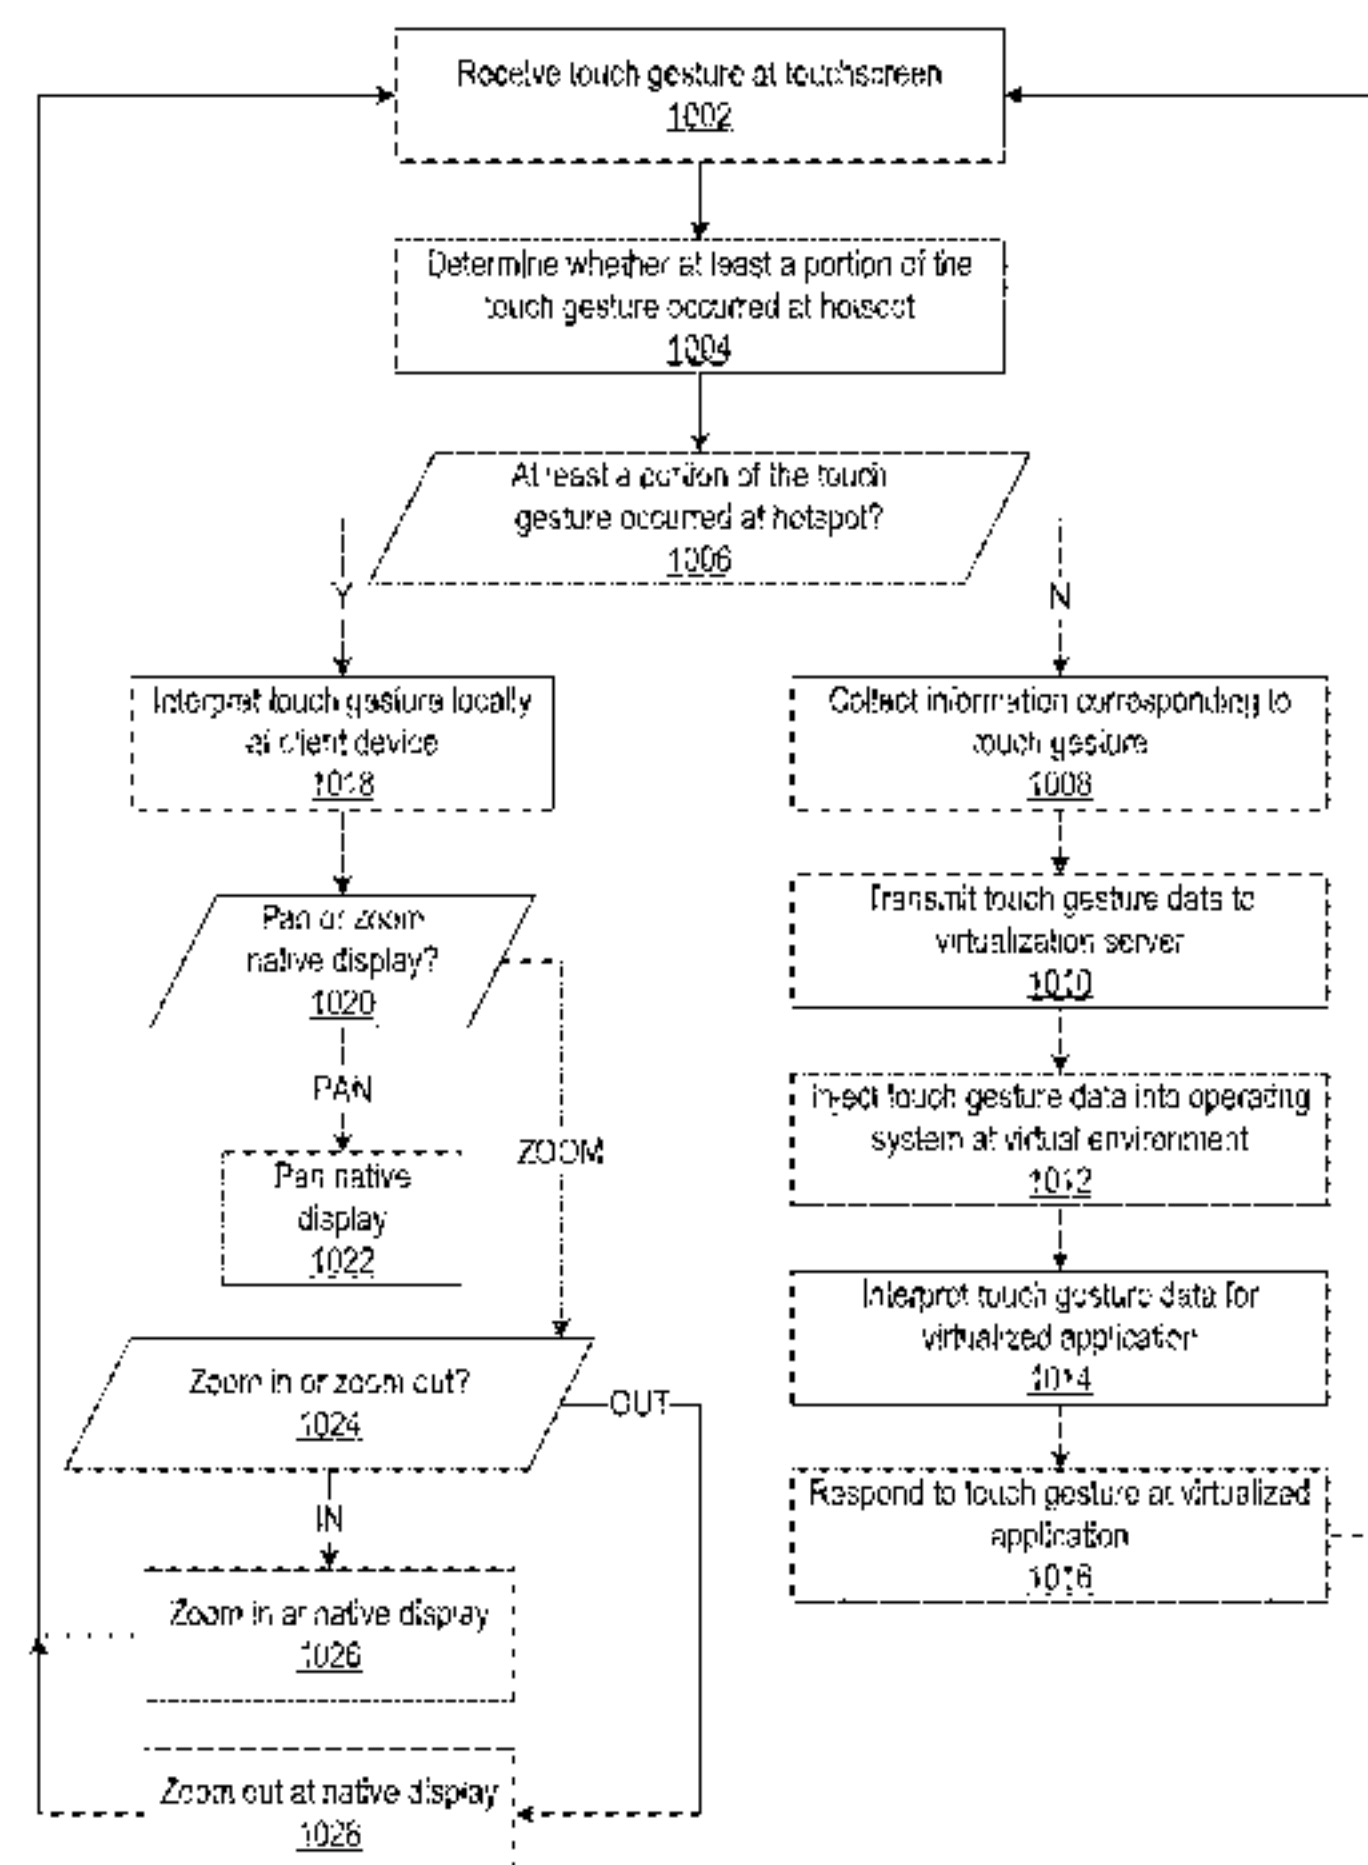 Receive touch gesture at touchscreen
1002
Determine whether at least a portion of the
touch gesture occurred at hotspot
1004
At least a portion of the touch
gesture occurred at hotspot?
1006
Y
N
Interpret touch gesture locally
at client device
1018
Collect information corresponding to
touch gesture
1008
Pan or zoom
native display?
1020
Transmit touch gesture data to
virtualization server
1010
PAN
ZOOM
Inject touch gesture data into operating
system at virtual environment
1012
Pan native
display
1022
Interpret touch gesture data for
virtualized application
1014
Zoom in or zoom out?
1024
OUT
IN
Respond to touch gesture at virtualized
application
1016
Zoom in at native display
1026
Zoom out at native display
1028